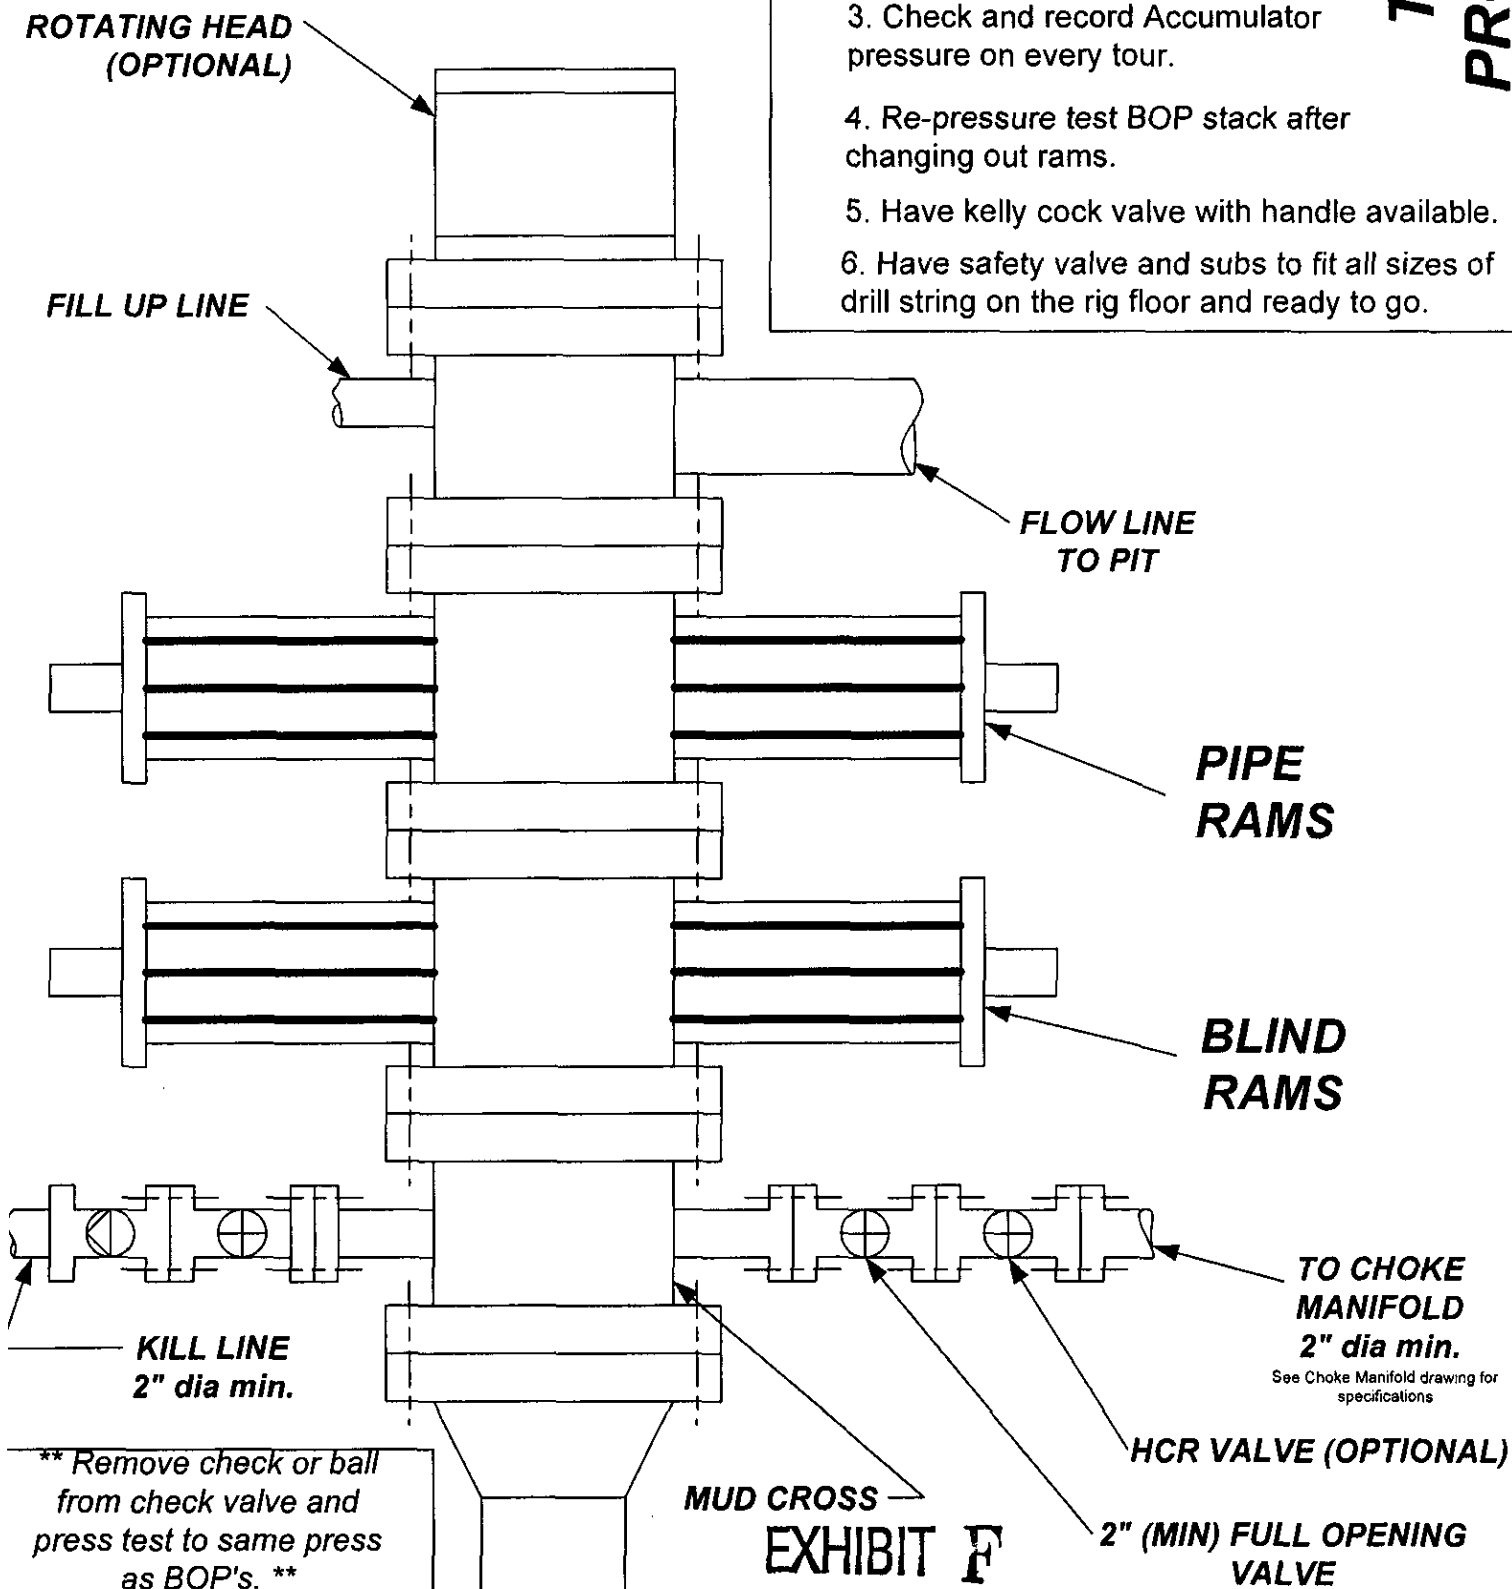 ROTATING HEAD
(OPTIONAL)
3. Check and record Accumulator
pressure on every tour.
4. Re-pressure test BOP stack after
changing out rams.
5. Have kelly cock valve with handle available.
6. Have safety valve and subs to fit all sizes of
drill string on the rig floor and ready to go.
FILL UP LINE
FLOW LINE
TO PIT
PIPE
RAMS
BLIND
RAMS
KILL LINE
2" dia min.
TO CHOKE
MANIFOLD
2" dia min.
See Choke Manifold drawing for
specifications
HCR VALVE (OPTIONAL)
** Remove check or ball
from check valve and
press test to same press
as BOP's. **
MUD CROSS
EXHIBIT F
2" (MIN) FULL OPENING
VALVE